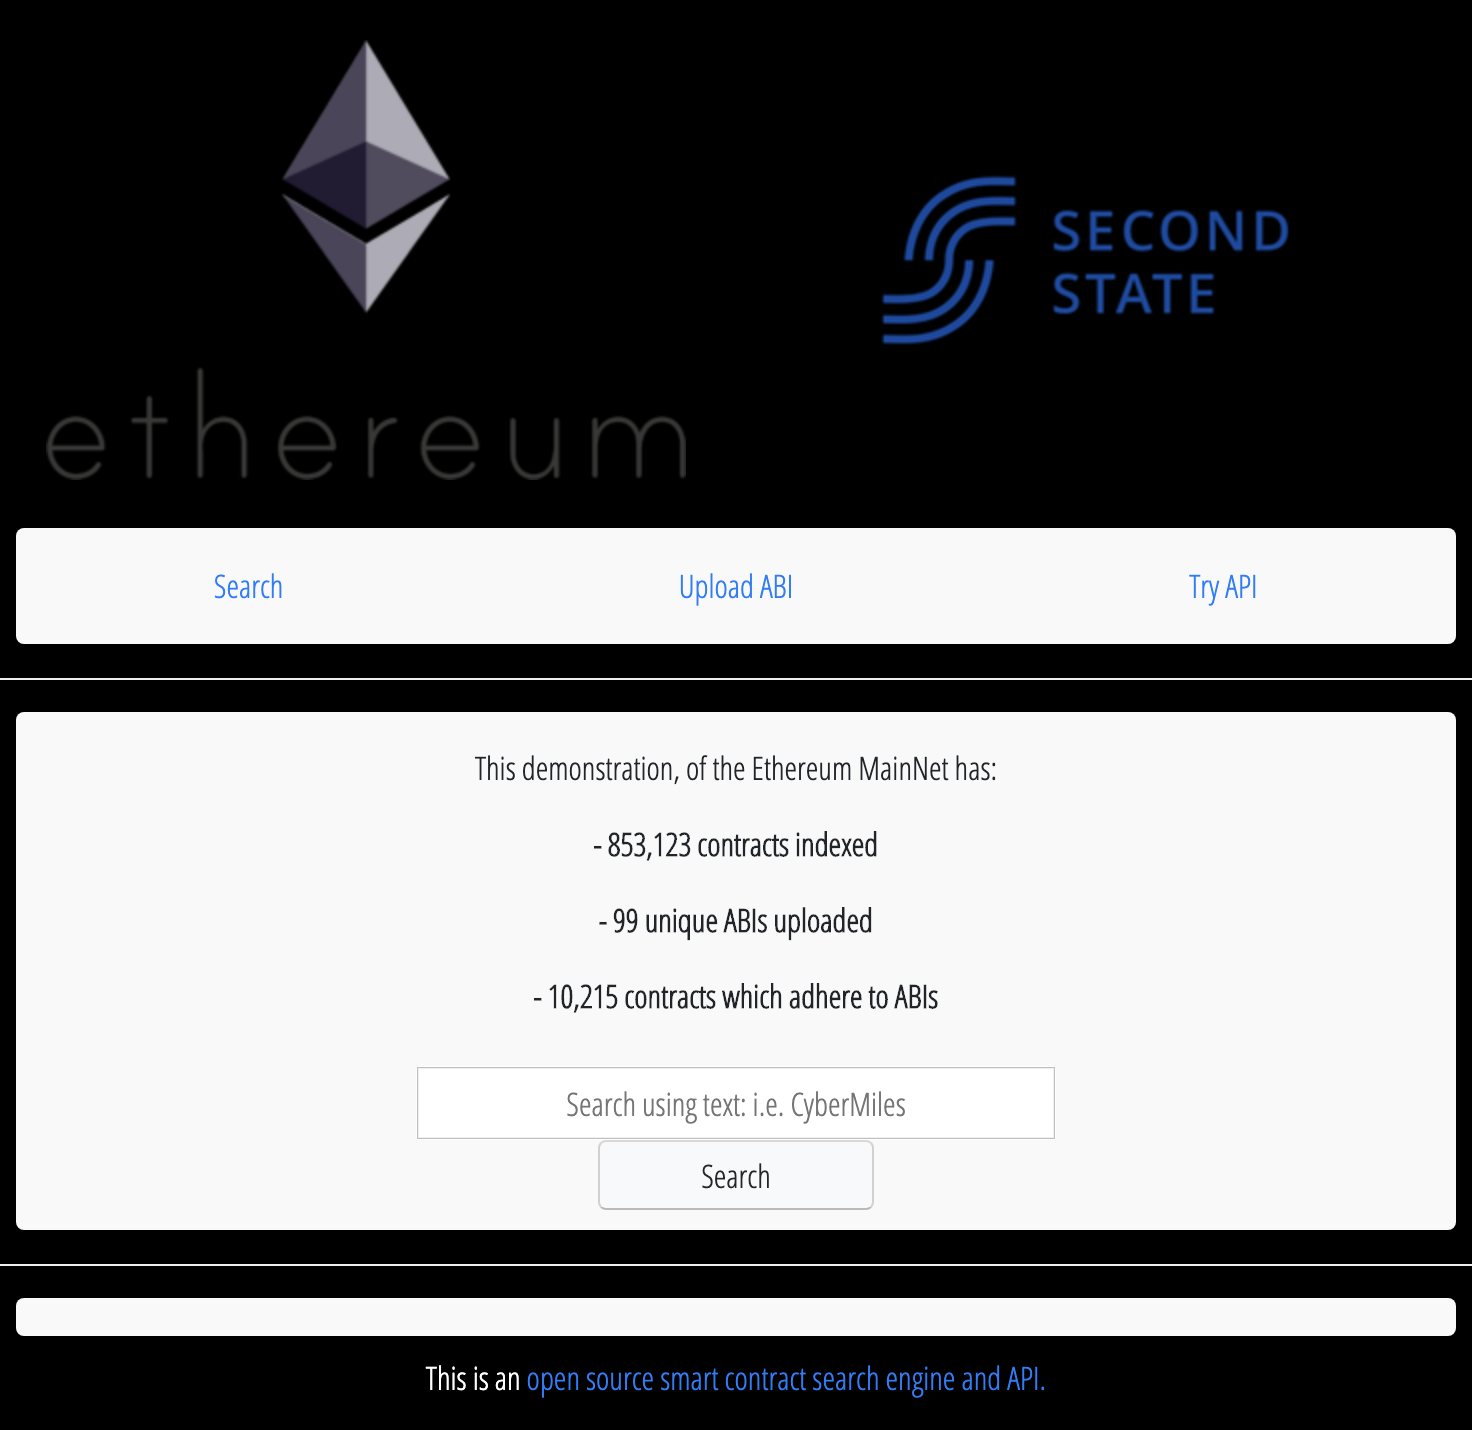 ethereum
SECOND
STATE
Search
Upload ABI
Try API
This demonstration, of the Ethereum MainNet has:
- 853,123 contracts indexed
- 99 unique ABIs uploaded
- 10,215 contracts which adhere to ABIs
Search using text: i.e. CyberMiles
Search
This is an open source smart contract search engine and API.